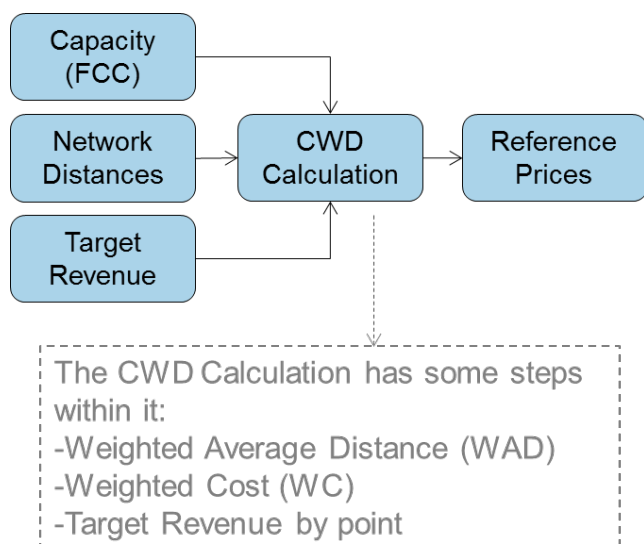 Capacity
(FCC)
Network
Distances
CWD
Calculation
Reference
Prices
Target
Revenue
The CWD Calculation has some steps
within it:
-Weighted Average Distance (WAD)
-Weighted Cost (WC)
-Target Revenue by point